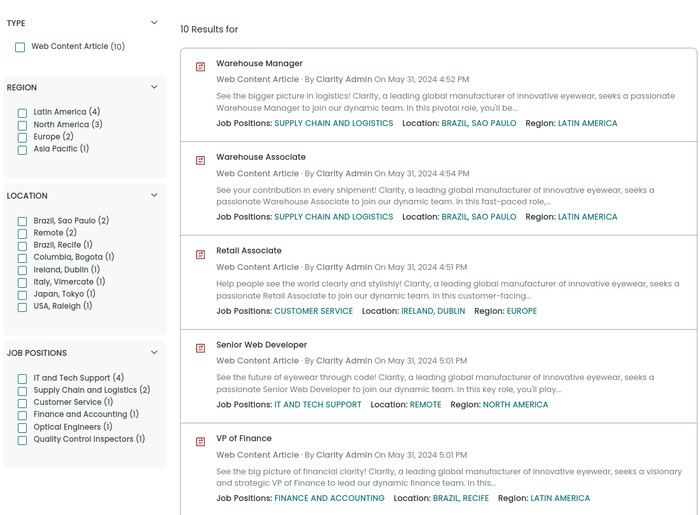 TYPE
Web Content Article (10)
REGION
Latin America (4)
North America (3)
Europe (2)
Asia Pacific (1)
LOCATION
Brazil, Sao Paulo (2)
Remote (2)
Brazil, Recife (1)
Columbia, Bogota (1)
Ireland, Dublin (1)
Italy, Vimercate (1)
Japan, Tokyo (1)
USA, Raleigh (1)
JOB POSITIONS
IT and Tech Support (4)
Supply Chain and Logistics (2)
Customer Service (1)
Finance and Accounting (1)
Optical Engineers (1)
Quality Control Inspectors (1)
10 Results for
Warehouse Manager
Web Content Article · By Clarity Admin On May 31, 2024 4:52 PM
See the bigger picture in logistics! Clarity, a leading global manufacturer of innovative eyewear, seeks a passionate
Warehouse Manager to join our dynamic team. In this pivotal role, you'll be...
Job Positions: SUPPLY CHAIN AND LOGISTICS Location: BRAZIL, SAO PAULO Region: LATIN AMERICA
Warehouse Associate
Web Content Article · By Clarity Admin On May 31, 2024 4:54 PM
See your contribution in every shipment! Clarity, a leading global manufacturer of innovative eyewear, seeks a
passionate Warehouse Associate to join our dynamic team. In this fast-paced role,...
Job Positions: SUPPLY CHAIN AND LOGISTICS Location: BRAZIL, SAO PAULO Region: LATIN AMERICA
Retail Associate
Web Content Article · By Clarity Admin On May 31, 2024 4:51 PM
Help people see the world clearly and stylishly! Clarity, a leading global manufacturer of innovative eyewear, seeks a
passionate Retail Associate to join our dynamic team. In this customer-facing...
Job Positions: CUSTOMER SERVICE Location: IRELAND, DUBLIN Region: EUROPE
Senior Web Developer
Web Content Article · By Clarity Admin On May 31, 2024 5:01 PM
See the future of eyewear through code! Clarity, a leading global manufacturer of innovative eyewear, seeks a
passionate Senior Web Developer to join our dynamic team. In this key role, you'll play...
Job Positions: IT AND TECH SUPPORT Location: REMOTE Region: NORTH AMERICA
VP of Finance
Web Content Article · By Clarity Admin On May 31, 2024 5:01 PM
See the big picture of financial clarity! Clarity, a leading global manufacturer of innovative eyewear, seeks a visionary
and strategic VP of Finance to lead our dynamic finance team. In this...
Job Positions: FINANCE AND ACCOUNTING Location: BRAZIL, RECIFE Region: LATIN AMERICA